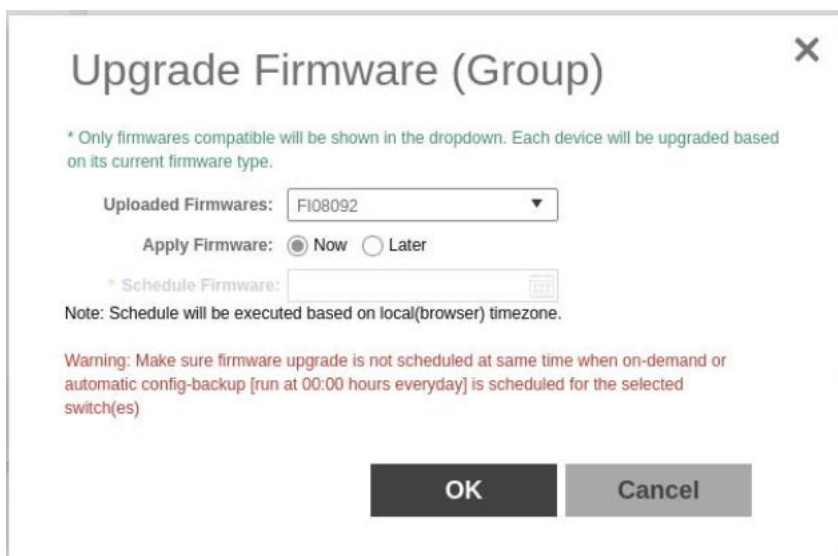 Upgrade Firmware (Group)
* Only firmwares compatible will be shown in the dropdown. Each device will be upgraded based
on its current firmware type.
Uploaded Firmwares: FI08092
Apply Firmware: Now Later
* Schedule Firmware:
Note: Schedule will be executed based on local(browser) timezone.
Warning: Make sure firmware upgrade is not scheduled at same time when on-demand or
automatic config-backup [run at 00:00 hours everyday] is scheduled for the selected
switch(es)
OK Cancel